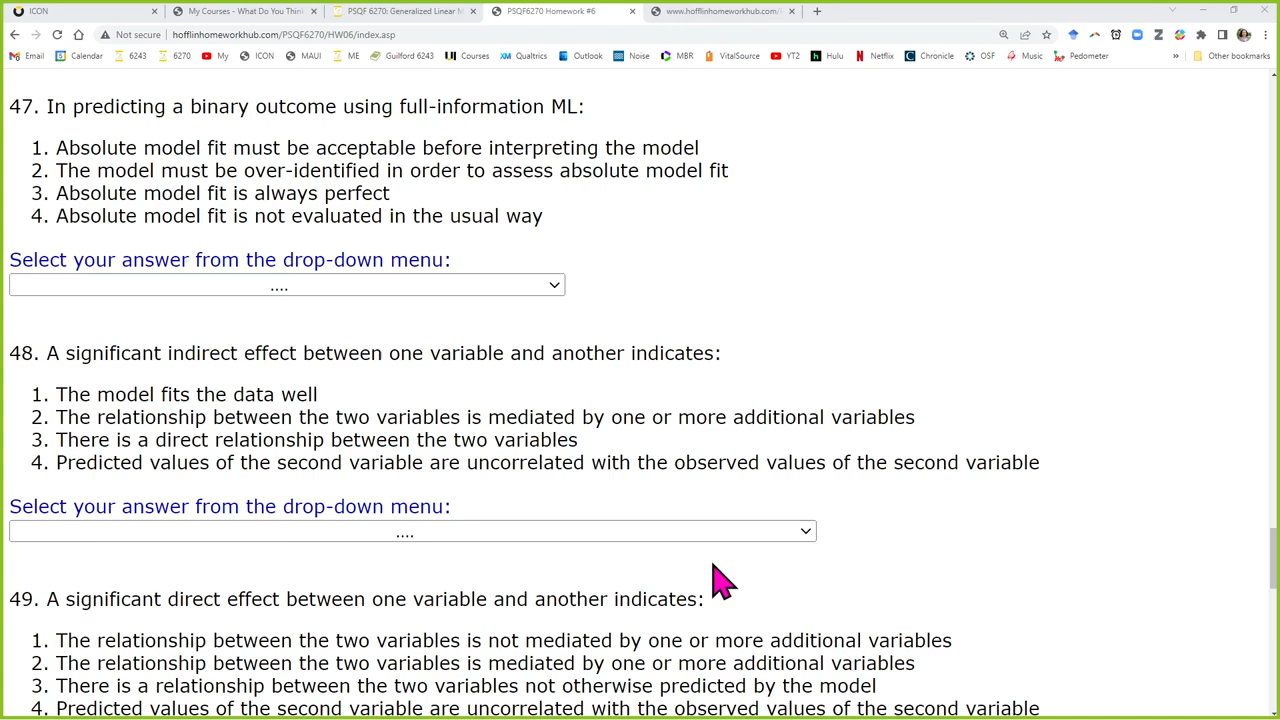 ICON
My Courses - What Do You Think
PSQF 6270: Generalized Linear M
PSQF6270 Homework #6
www.hofflinhomeworkhub.com/
Not secure hofflinhomeworkhub.com/PSQF6270/HW06/index.asp
Email Calendar 6243 6270 My ICON MAUI ME Guilford 6243 Courses Qualtrics Outlook Noise MBR VitalSource YT2 Hulu Netflix Chronicle OSF Music Pedometer » Other bookmarks
47. In predicting a binary outcome using full-information ML:
1. Absolute model fit must be acceptable before interpreting the model
2. The model must be over-identified in order to assess absolute model fit
3. Absolute model fit is always perfect
4. Absolute model fit is not evaluated in the usual way
Select your answer from the drop-down menu:
....
48. A significant indirect effect between one variable and another indicates:
1. The model fits the data well
2. The relationship between the two variables is mediated by one or more additional variables
3. There is a direct relationship between the two variables
4. Predicted values of the second variable are uncorrelated with the observed values of the second variable
Select your answer from the drop-down menu:
....
49. A significant direct effect between one variable and another indicates:
1. The relationship between the two variables is not mediated by one or more additional variables
2. The relationship between the two variables is mediated by one or more additional variables
3. There is a relationship between the two variables not otherwise predicted by the model
4. Predicted values of the second variable are uncorrelated with the observed values of the second variable